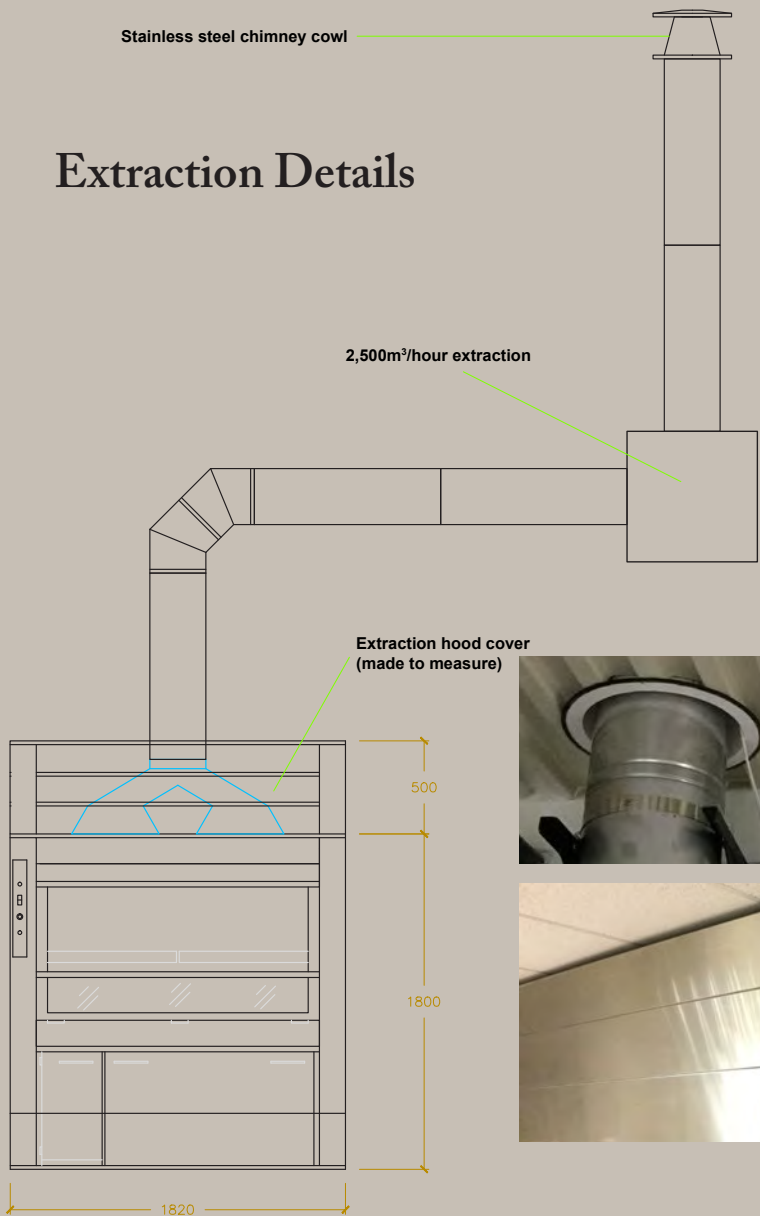 Stainless steel chimney cowl
Extraction Details
2,500m³/hour extraction
Extraction hood cover
(made to measure)
500
1800
1820